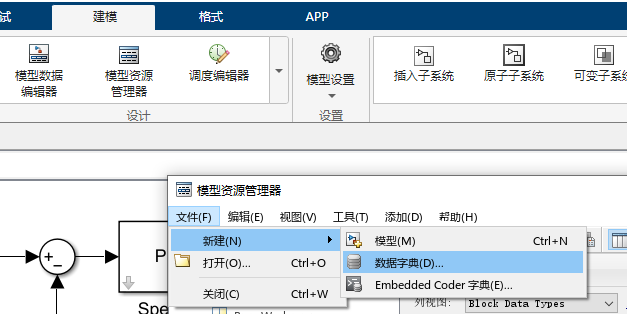 试 建模 格式 APP
模型数据
编辑器
模型资源
管理器
调度编辑器
模型设置
插入子系统
原子子系统
可变子系
设计
设置
模型资源管理器
文件(F) 编辑(E) 视图(V) 工具(T) 添加(D) 帮助(H)
新建(N)
模型(M) Ctrl+N
打开(O)... Ctrl+O
数据字典(D)...
Embedded Coder 字典(E)...
关闭(C) Ctrl+W
列视图: Block Data Types
P
Spe